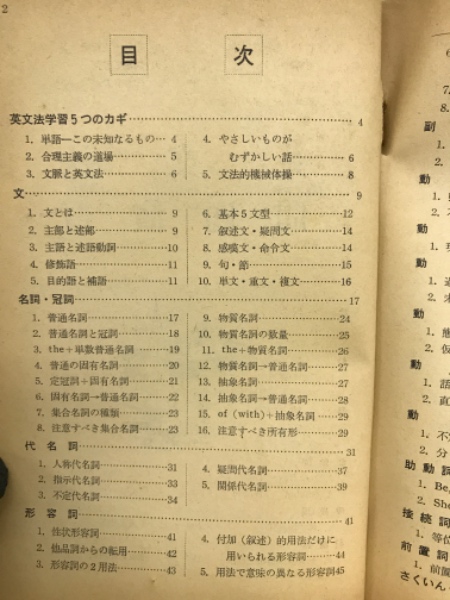 2
目 次
英文法学習5つのカギ………4
1. 単語―この未知なるもの…4
2. 合理主義の道場………5
3. 文脈と英文法………6
4. やさしいものが
むずかしい話………6
5. 文法的機械体操………8
文………9
1. 文とは………9
2. 主部と述部………9
3. 主語と述語動詞………10
4. 修飾語………11
5. 目的語と補語………11
6. 基本5文型………12
7. 叙述文・疑問文………14
8. 感嘆文・命令文………14
9. 句・節………15
10. 単文・重文・複文………16
名詞・冠詞………17
1. 普通名詞………17
2. 普通名詞と冠詞………18
3. the+単数普通名詞………19
4. 普通の固有名詞………20
5. 定冠詞+固有名詞………21
6. 固有名詞→普通名詞………22
7. 集合名詞の種類………23
8. 注意すべき集合名詞………23
9. 物質名詞………24
10. 物質名詞の数量………25
11. the+物質名詞………26
12. 物質名詞→普通名詞………27
13. 抽象名詞………27
14. 抽象名詞→普通名詞………28
15. of (with)+抽象名詞………29
16. 注意すべき所有形………29
代名詞………31
1. 人称代名詞………31
2. 指示代名詞………33
3. 不定代名詞………34
4. 疑問代名詞………37
5. 関係代名詞………39
形容詞………41
1. 性状形容詞………41
2. 他品詞からの転用………42
3. 形容詞の2用法………43
4. 付加(叙述)的用法だけに
用いられる形容詞………44
5. 用法で意味の異なる形容詞45
7.
8.
副
1.
2.
動
動
動
動
動
助動詞
1. Be,
2. She
接続詞
1. 等位
前置詞
1. 前置
さくいん